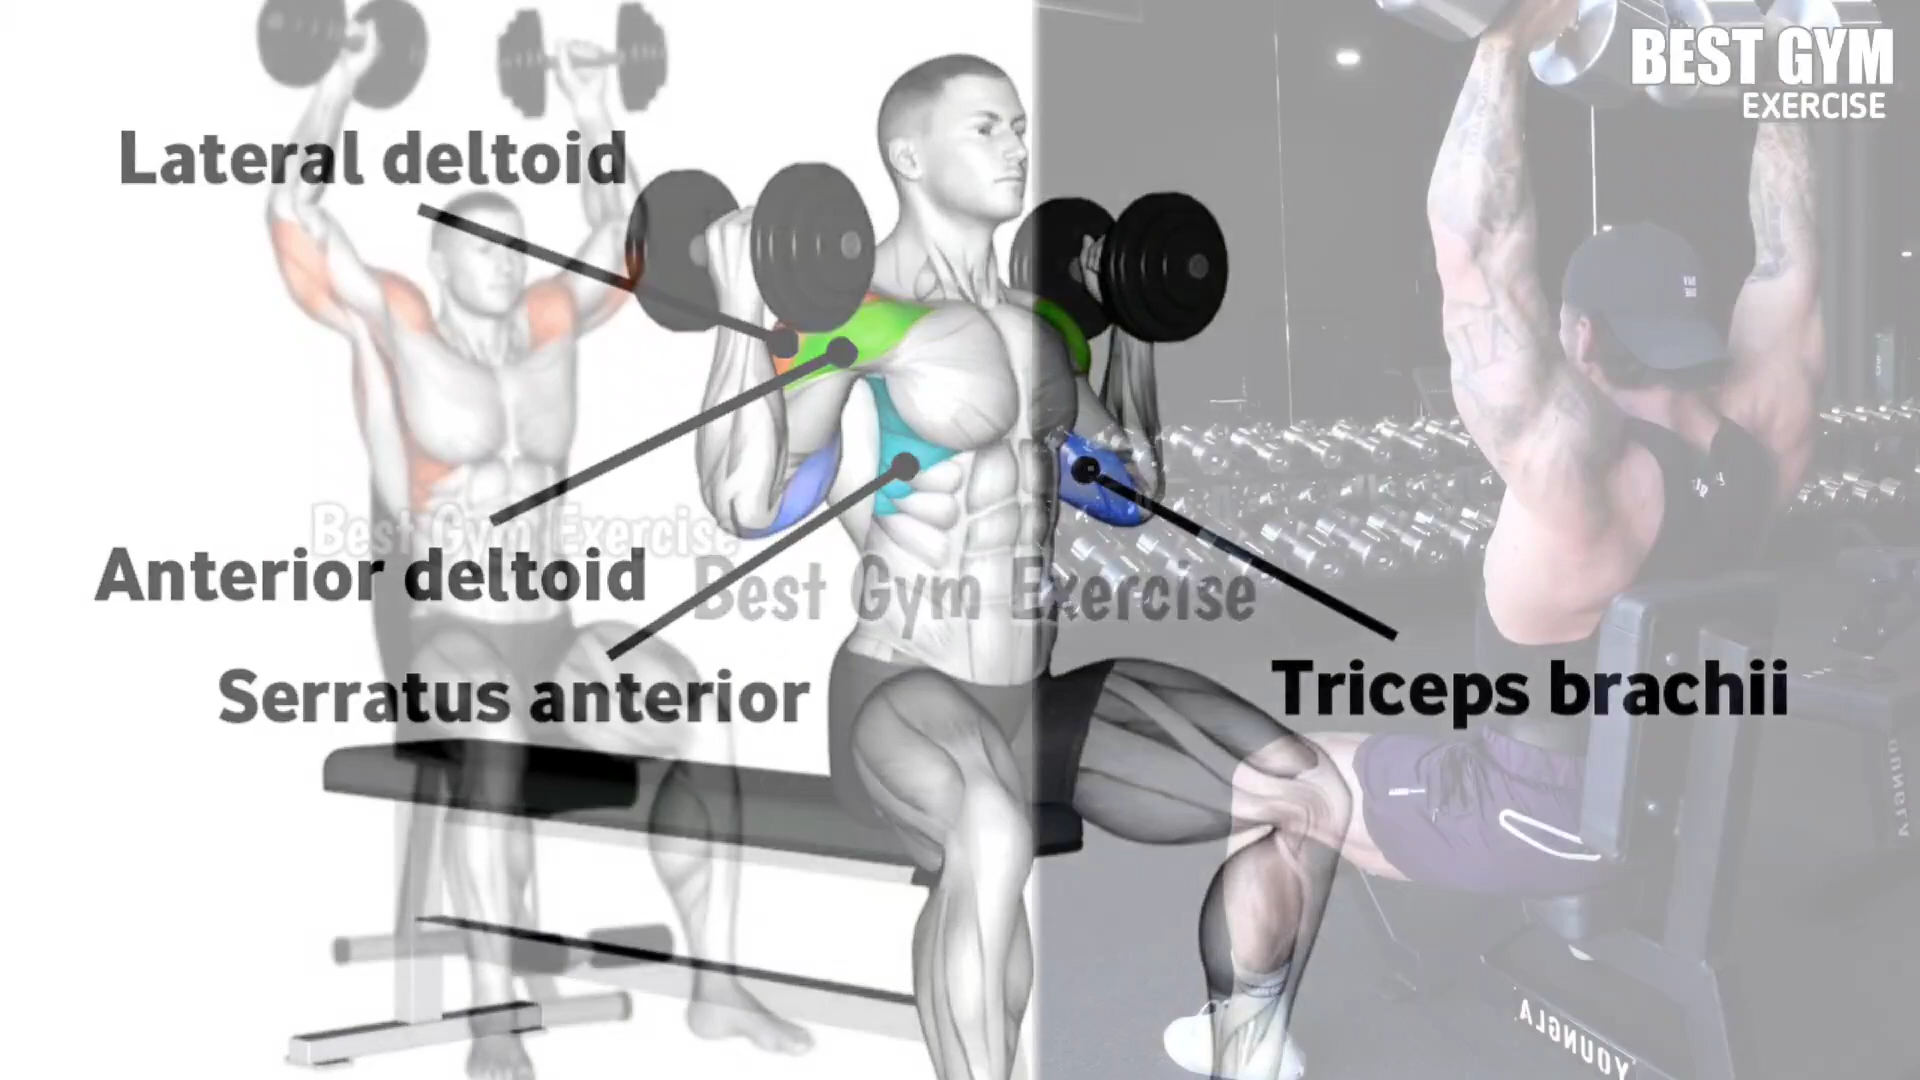 BEST GYM
EXERCISE
Lateral deltoid
Best Gym Exercise
Anterior deltoid
Best Gym Exercise
Serratus anterior
Triceps brachii
YOUNGLA